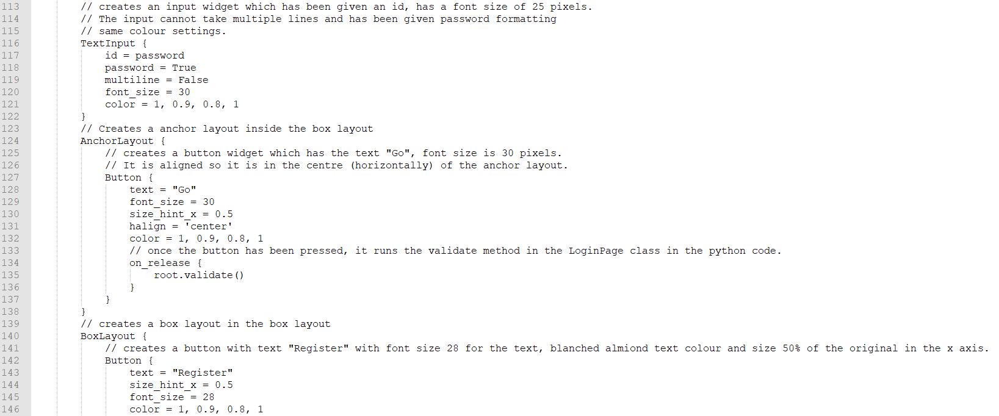 113 // creates an input widget which has been given an id, has a font size of 25 pixels.
114 // The input cannot take multiple lines and has been given password formatting
115 // same colour settings.
116 TextInput {
117 id = password
118 password = True
119 multiline = False
120 font_size = 30
121 color = 1, 0.9, 0.8, 1
122 }
123 // Creates a anchor layout inside the box layout
124 AnchorLayout {
125 // creates a button widget which has the text "Go", font size is 30 pixels.
126 // It is aligned so it is in the centre (horizontally) of the anchor layout.
127 Button {
128 text = "Go"
129 font_size = 30
130 size_hint_x = 0.5
131 halign = 'center'
132 color = 1, 0.9, 0.8, 1
133 // once the button has been pressed, it runs the validate method in the LoginPage class in the python code.
134 on_release {
135 root.validate()
136 }
137 }
138 }
139 // creates a box layout in the box layout
140 BoxLayout {
141 // creates a button with text "Register" with font size 28 for the text, blanched almiond text colour and size 50% of the original in the x axis.
142 Button {
143 text = "Register"
144 size_hint_x = 0.5
145 font_size = 28
146 color = 1, 0.9, 0.8, 1